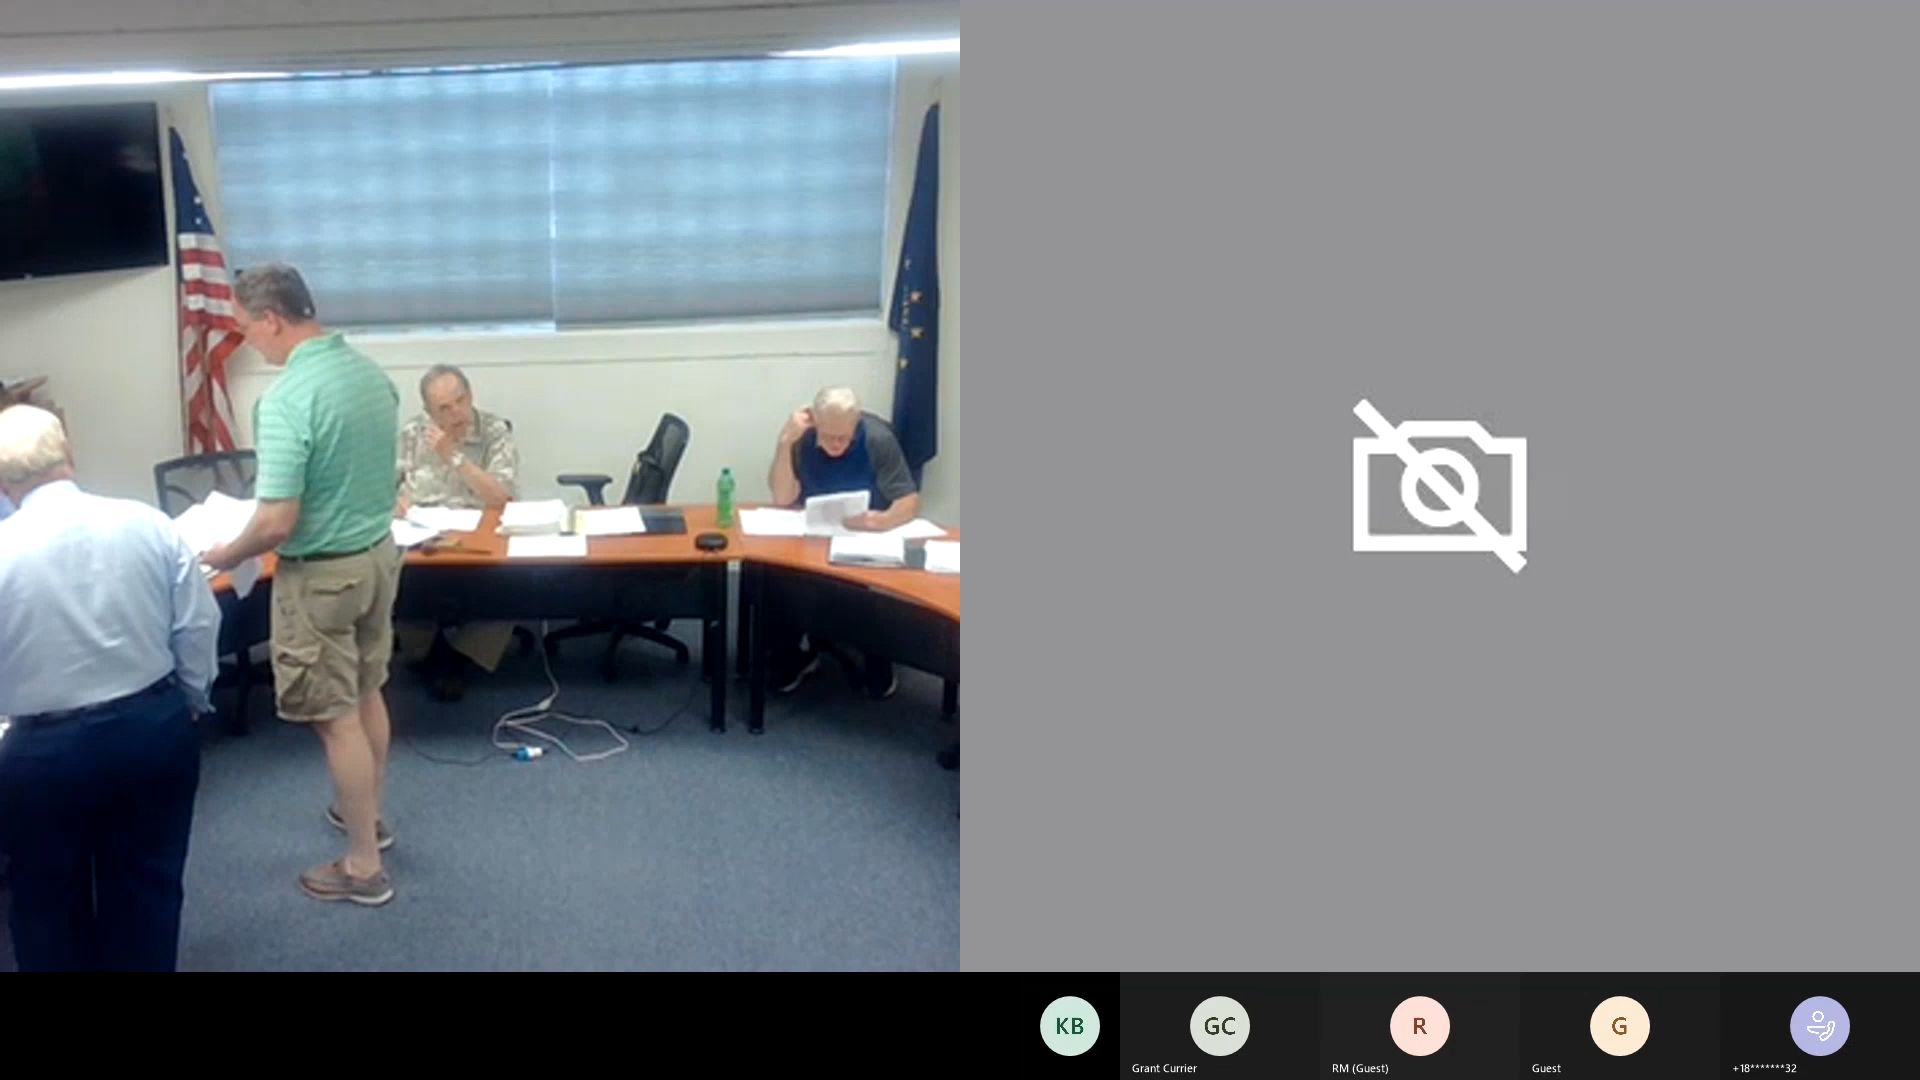 KB
GC
R
G
Grant Currier
RM (Guest)
Guest
+18*******32